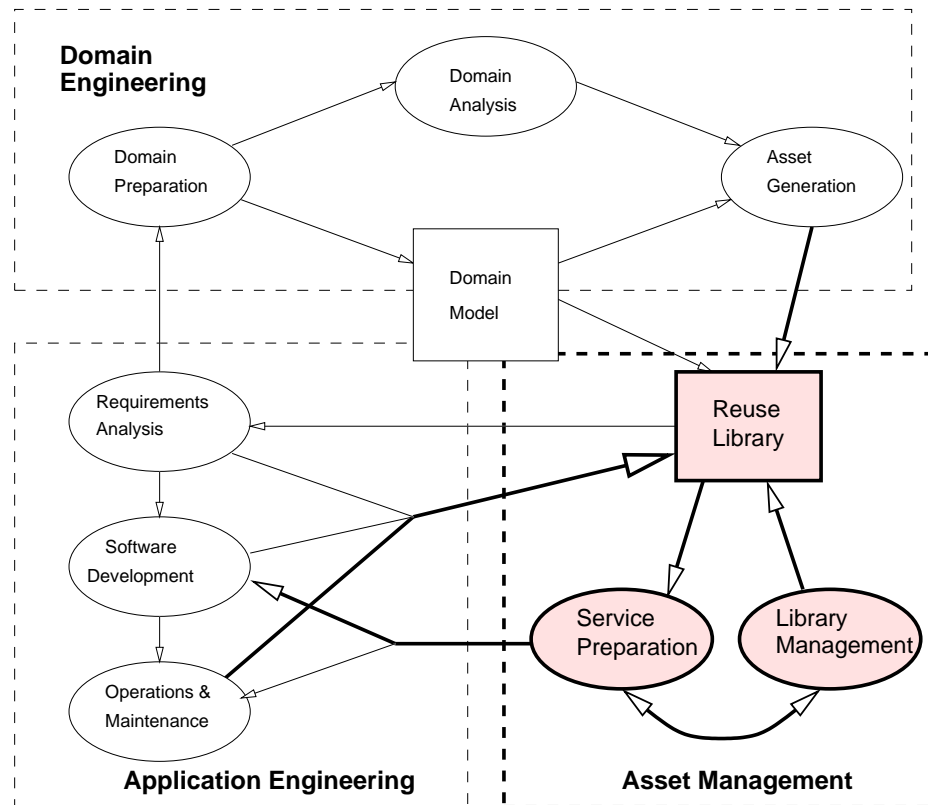 Domain
Engineering
Domain
Analysis
Domain
Preparation
Asset
Generation
Domain
Model
Requirements
Analysis
Reuse
Library
Software
Development
Service
Preparation
Library
Management
Operations &
Maintenance
Application Engineering
Asset Management